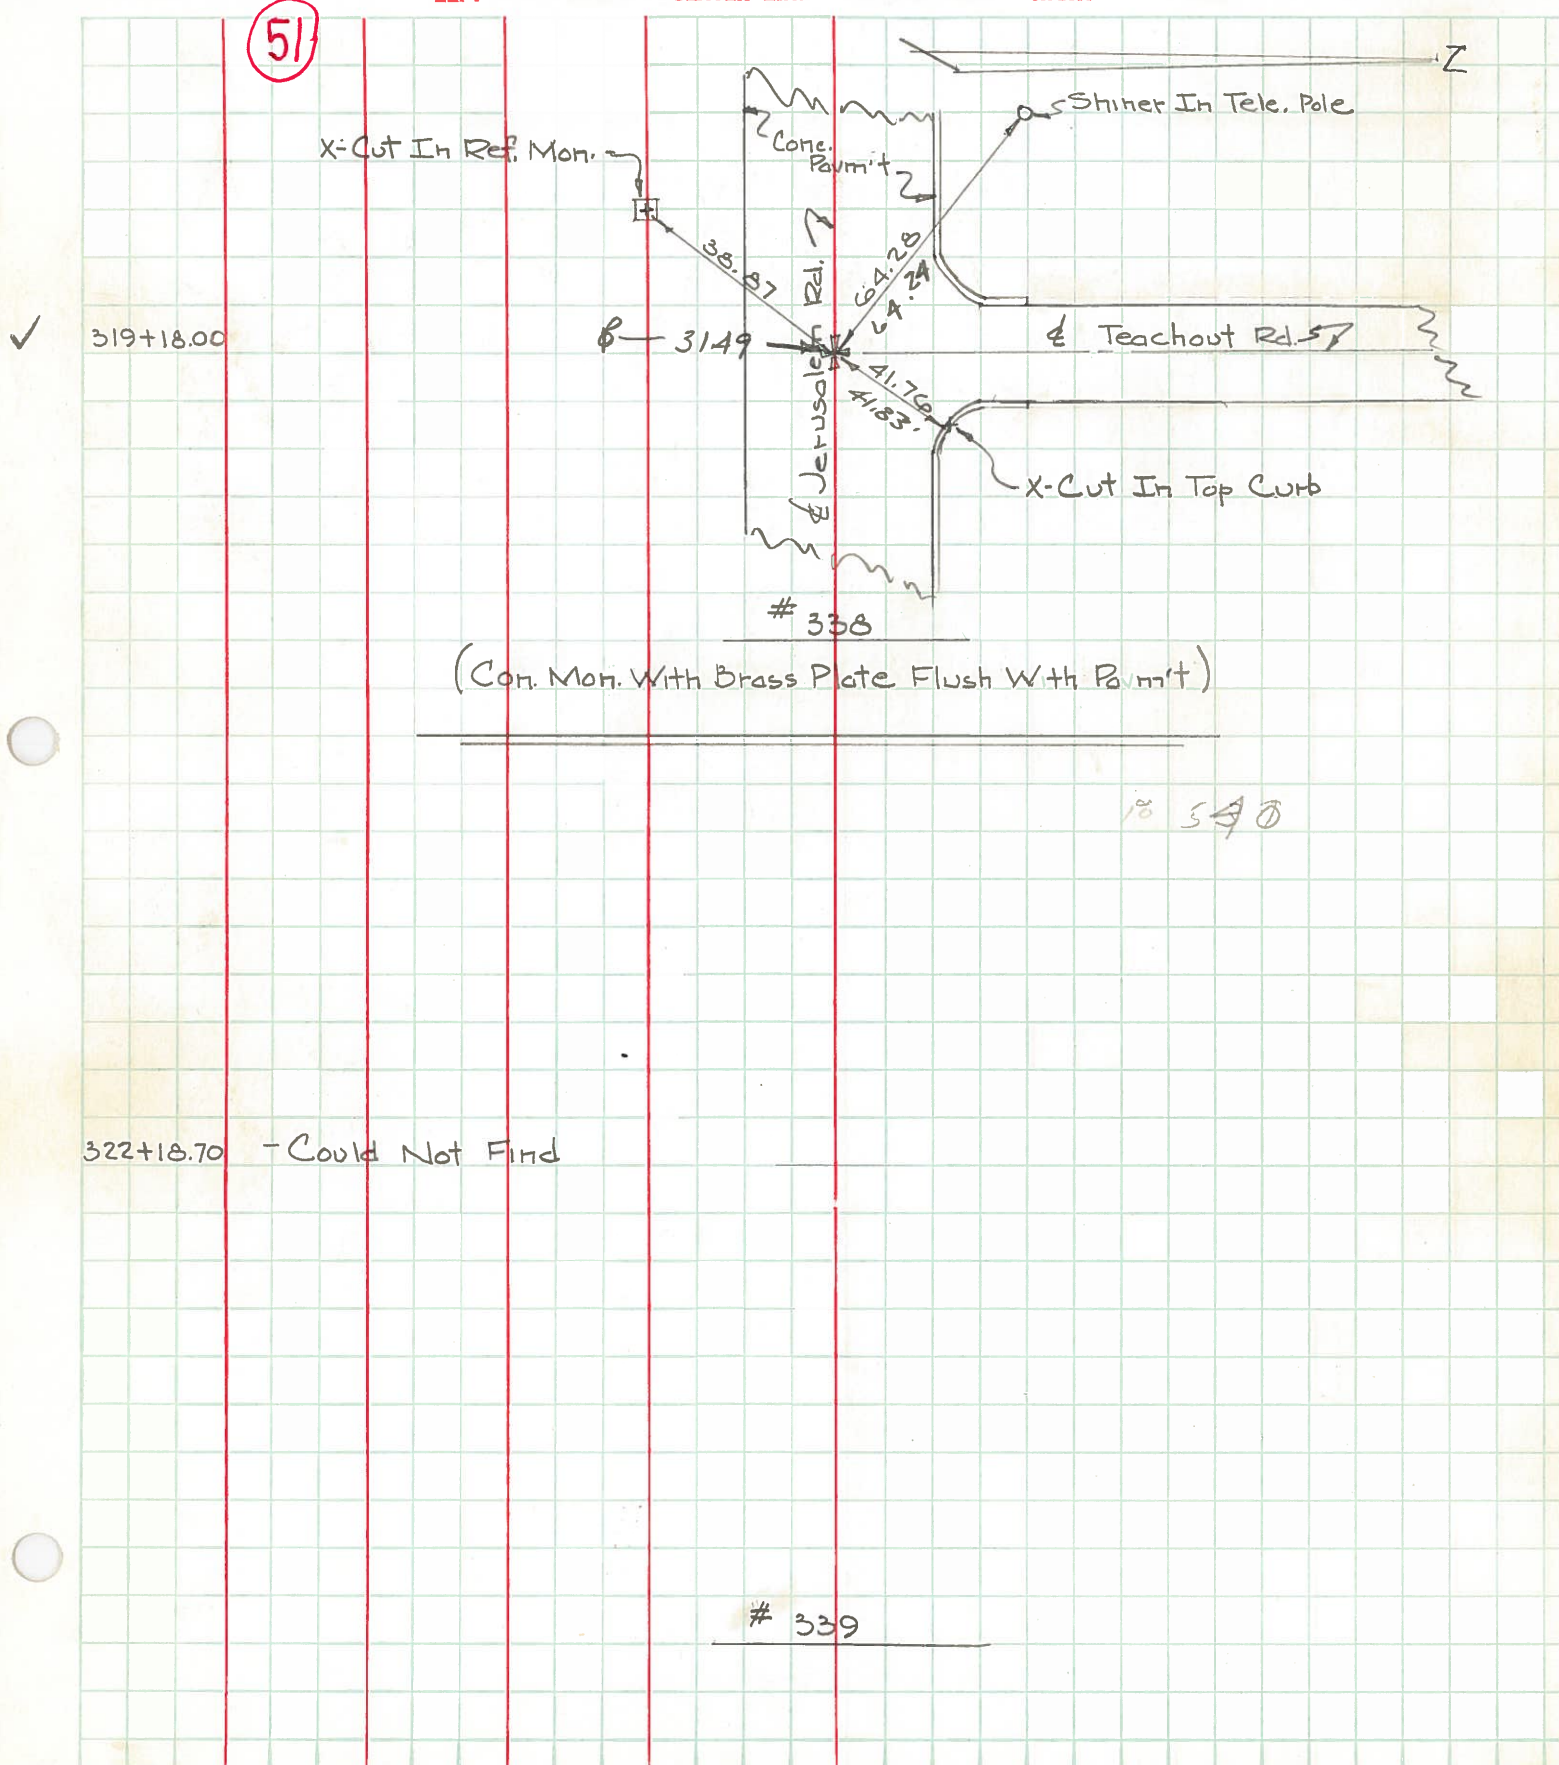 51
Z
Shiner In Tele. Pole
Conc.
Pavm't
X-Cut In Ref. Mon.
38.87
64.28
64.24
319+18.00
3149
℄ Teachout Rd.
℄ Jerusalem Rd.
41.76
41.83
X-Cut In Top Curb
# 338
(Con. Mon. With Brass Plate Flush With Pavm't)
322+18.70 - Could Not Find
# 339